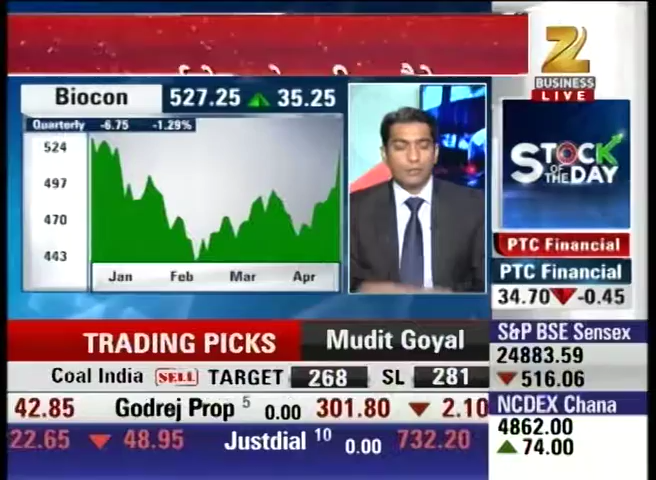 Z
BUSINESS
LIVE
Biocon 527.25 35.25
Quarterly -6.75 -1.29%
524
497
470
443
Jan Feb Mar Apr
STOCK
OF THE DAY
PTC Financial
PTC Financial
34.70 -0.45
TRADING PICKS Mudit Goyal
Coal India SELL TARGET 268 SL 281
42.85 Godrej Prop 5 0.00 301.80 2.10
22.65 48.95 Justdial 10 0.00 732.20
S&P BSE Sensex
24883.59
516.06
NCDEX Chana
4862.00
74.00